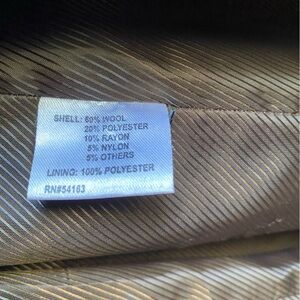 SHELL: 60% WOOL
20% POLYESTER
10% RAYON
5% NYLON
5% OTHERS
LINING: 100% POLYESTER
RN#54163